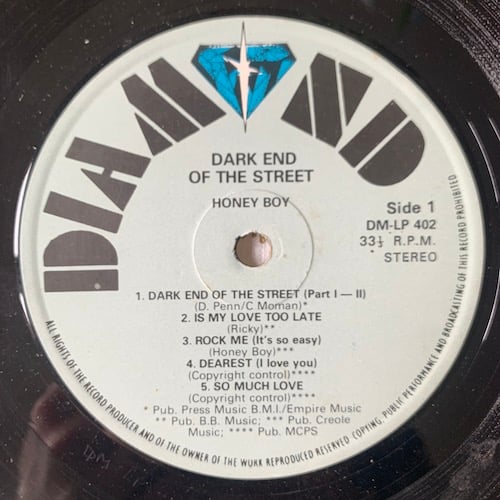 DIAMOND
DARK END
OF THE STREET
HONEY BOY
Side 1
DM-LP 402
33⅓ R.P.M.
STEREO
1. DARK END OF THE STREET (Part I — II)
(D. Penn/C Moman)*
2. IS MY LOVE TOO LATE
(Ricky)**
3. ROCK ME (It's so easy)
(Honey Boy)***
4. DEAREST (I love you)
(Copyright control)****
5. SO MUCH LOVE
(Copyright control)****
* Pub. Press Music B.M.I./Empire Music
** Pub. B.B. Music; *** Pub. Creole
Music; **** Pub. MCPS
ALL RIGHTS OF THE RECORD PRODUCER AND OF THE OWNER OF THE WORK REPRODUCED RESERVED COPYING, PUBLIC PERFORMANCE AND BROADCASTING OF THIS RECORD PROHIBITED